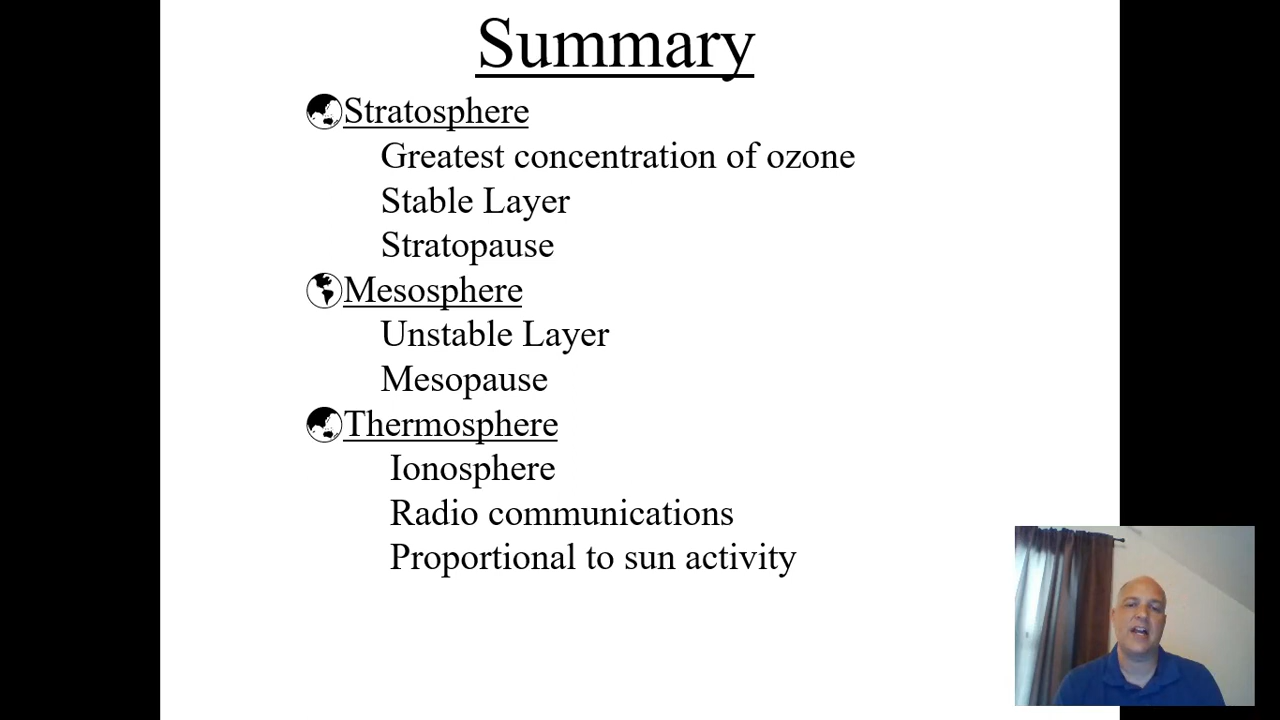 Summary
Stratosphere
Greatest concentration of ozone
Stable Layer
Stratopause
Mesosphere
Unstable Layer
Mesopause
Thermosphere
Ionosphere
Radio communications
Proportional to sun activity